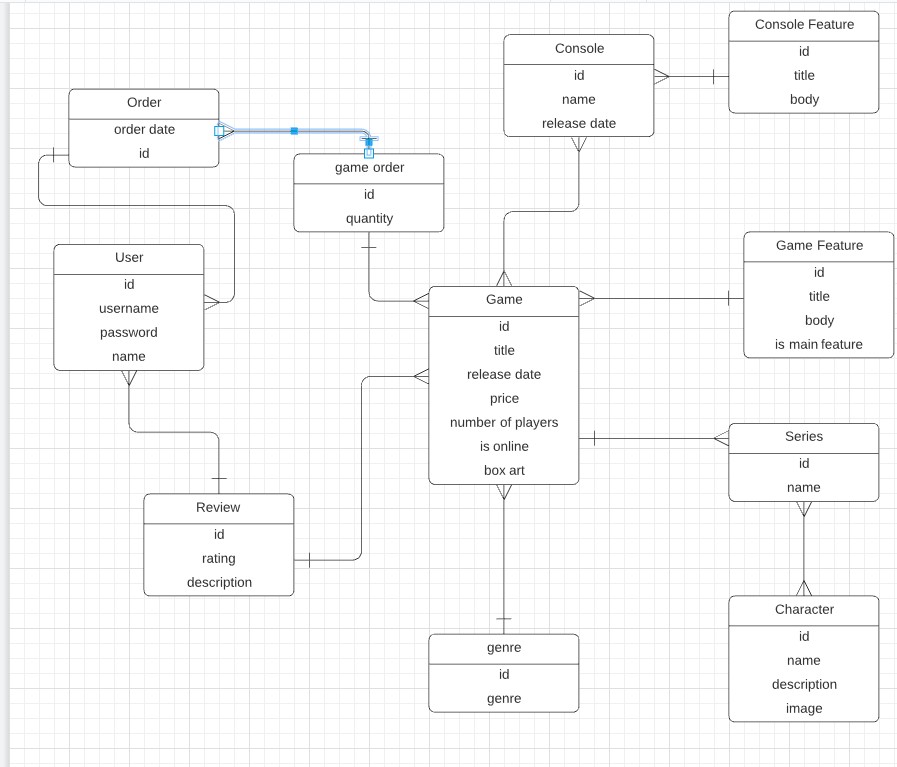 Console Feature
id
title
body
Console
id
name
release date
Order
order date
id
game order
id
quantity
User
id
username
password
name
Game Feature
id
title
body
is main feature
Game
id
title
release date
price
number of players
is online
box art
Series
id
name
Review
id
rating
description
Character
id
name
description
image
genre
id
genre